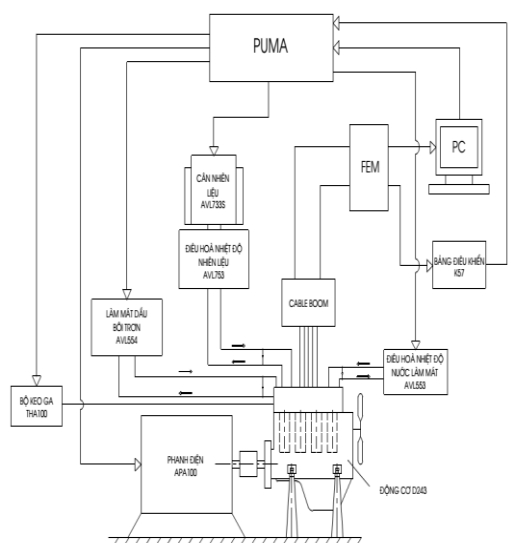 PUMA
PC
FEM
CÂN NHIÊN
LIỆU
AVL733S
ĐIỀU HOÀ NHIỆT ĐỘ
NHIÊN LIỆU
AVL753
BẢNG ĐIỀU KHIỂN
K57
CABLE BOOM
LÀM MÁT DẦU
BÔI TRƠN
AVL554
ĐIỀU HOÀ NHIỆT ĐỘ
NƯỚC LÀM MÁT
AVL553
BỘ KÉO GA
THA100
PHANH ĐIỆN
APA100
ĐỘNG CƠ D243